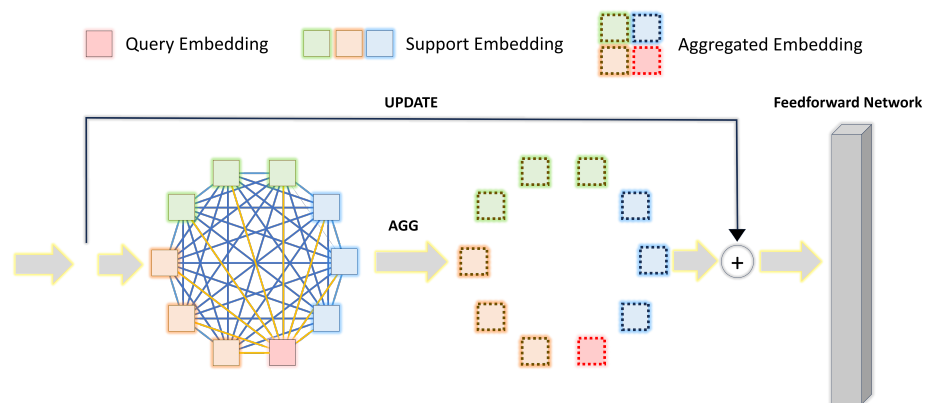 Query Embedding
Support Embedding
Aggregated Embedding
UPDATE
Feedforward Network
AGG
+